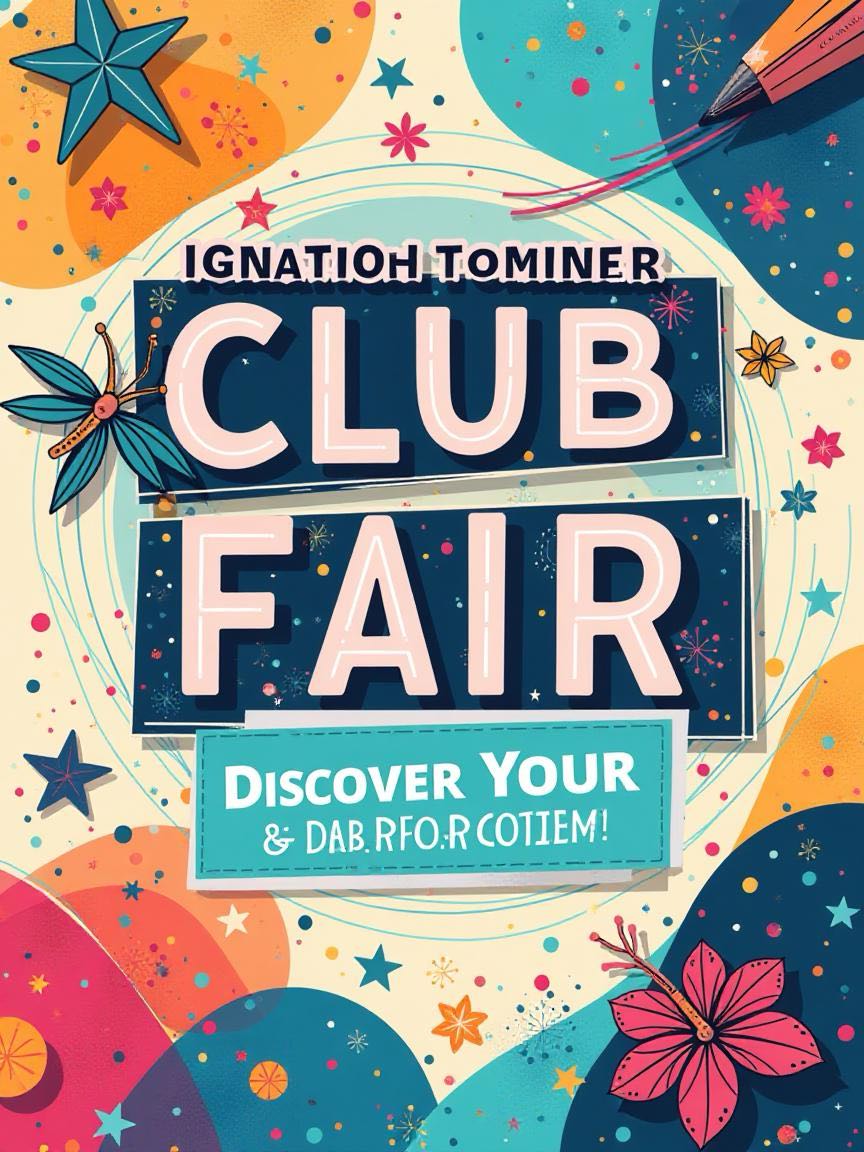 IGNATIOH TOMINER
CLUB
FAIR
DISCOVER YOUR
& DAB.RFO.R COTIEM!